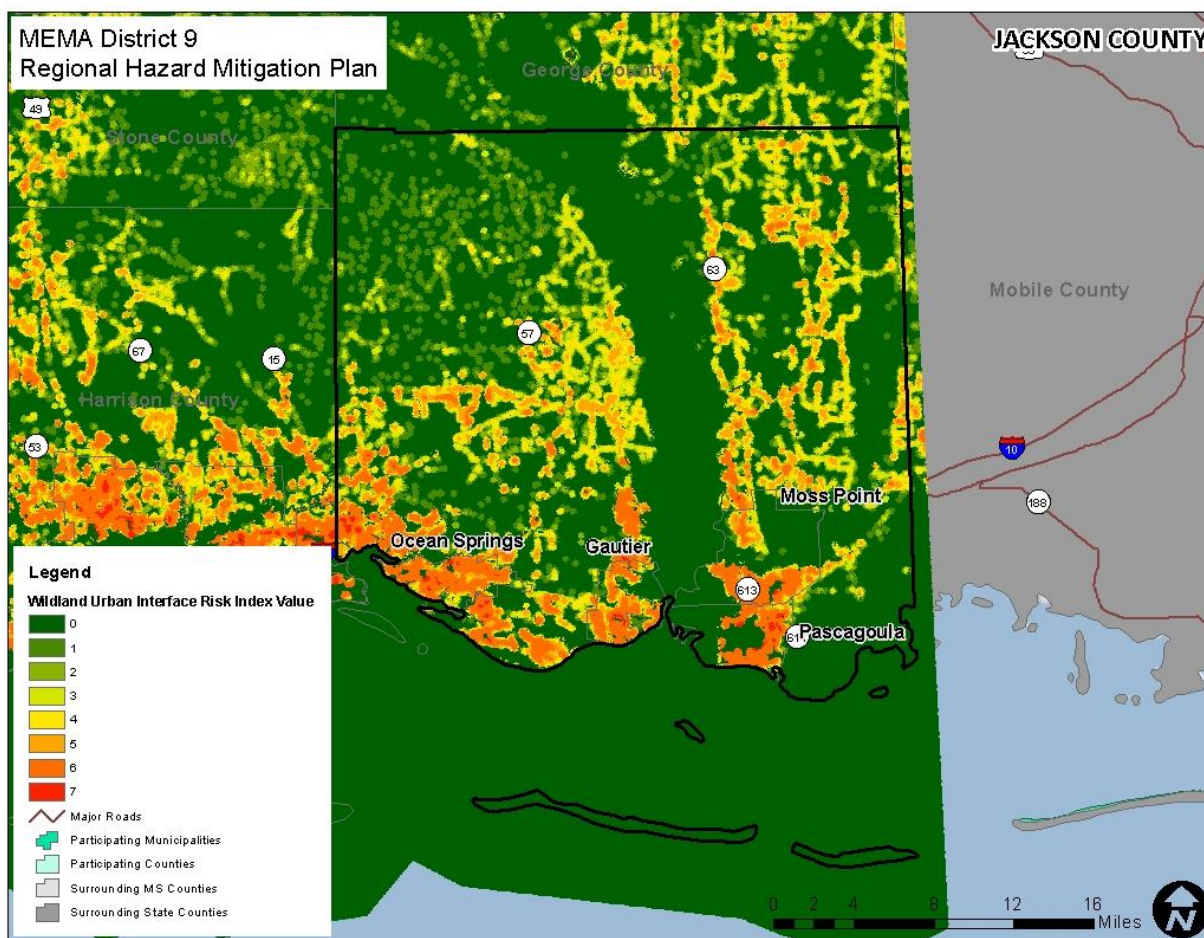 MEMA District 9
Regional Hazard Mitigation Plan
JACKSON COUNTY
George County
49
Stone County
63
Mobile County
57
67
15
Harrison County
53
10
188
Moss Point
Ocean Springs
Gautier
613
Pascagoula
Legend
Wildland Urban Interface Risk Index Value
0
1
2
3
4
5
6
7
Major Roads
Participating Municipalities
Participating Counties
Surrounding MS Counties
Surrounding State Counties
0 2 4 8 12 16
Miles
N